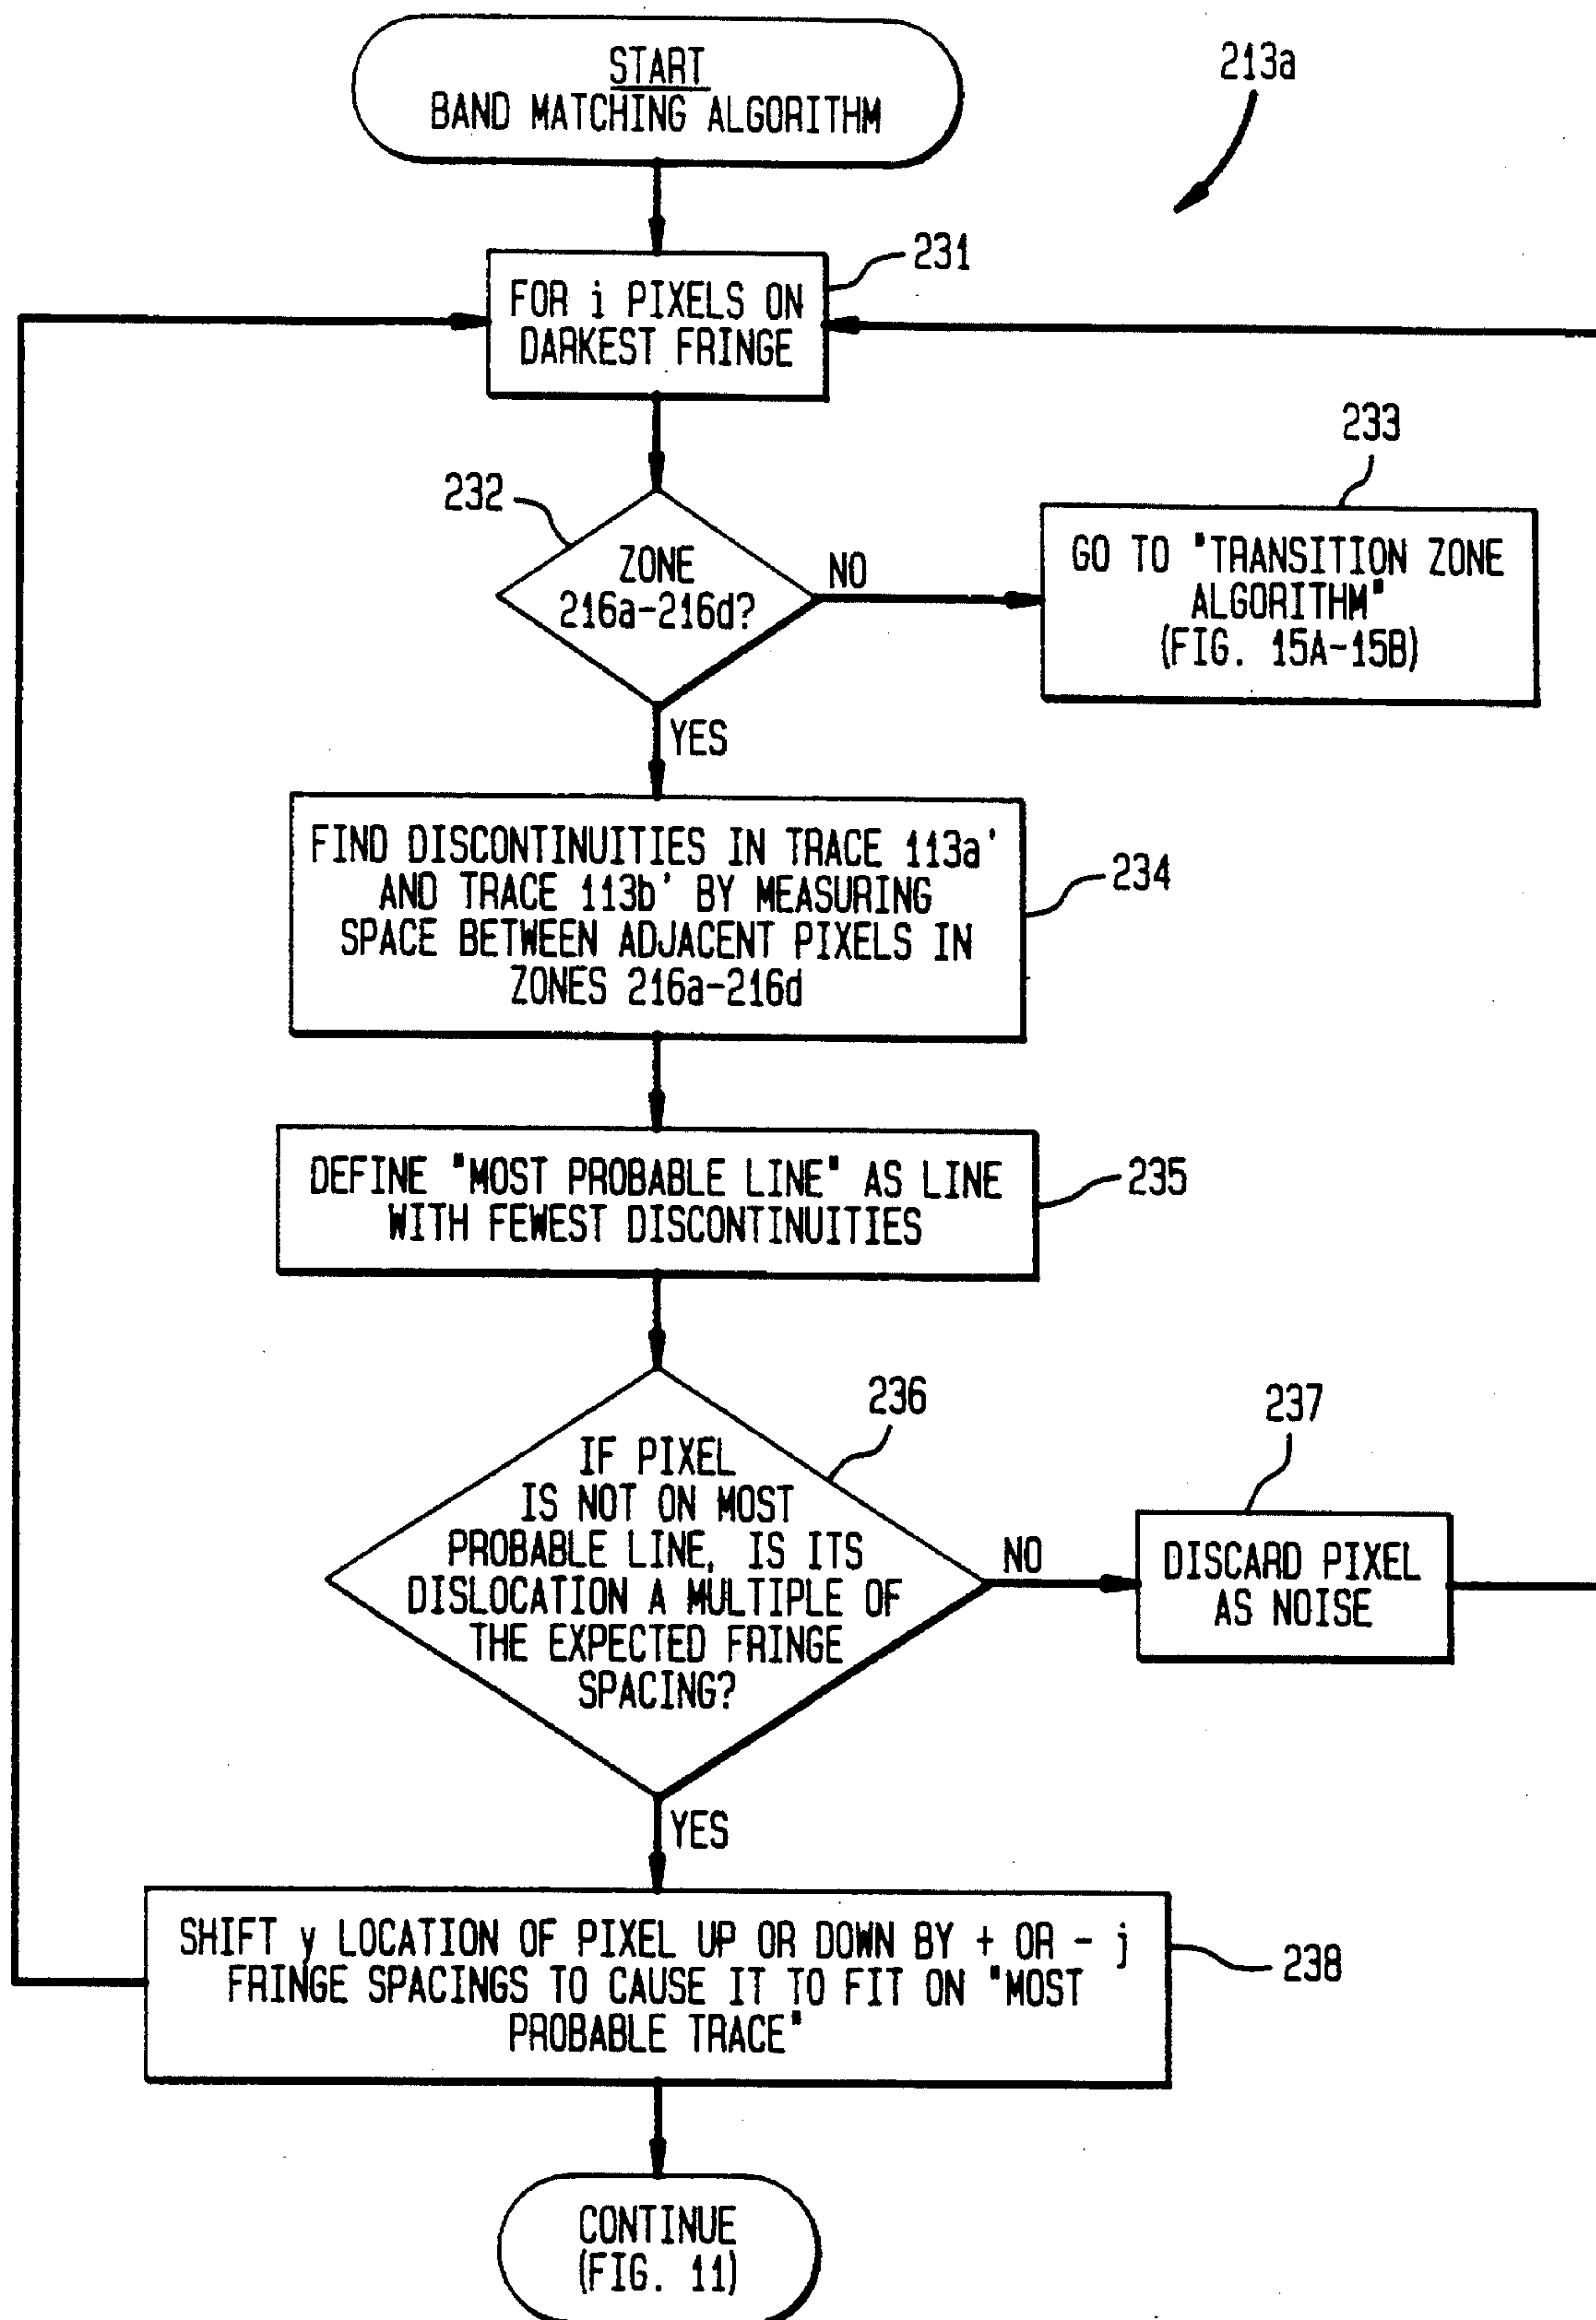 START
BAND MATCHING ALGORITHM
213a
231
FOR i PIXELS ON
DARKEST FRINGE
232
ZONE
216a-216d?
NO
233
GO TO "TRANSITION ZONE
ALGORITHM"
(FIG. 15A-15B)
YES
FIND DISCONTINUITIES IN TRACE 113a'
AND TRACE 113b' BY MEASURING
SPACE BETWEEN ADJACENT PIXELS IN
ZONES 216a-216d
234
DEFINE "MOST PROBABLE LINE" AS LINE
WITH FEWEST DISCONTINUITIES
235
236
IF PIXEL
IS NOT ON MOST
PROBABLE LINE, IS ITS
DISLOCATION A MULTIPLE OF
THE EXPECTED FRINGE
SPACING?
NO
237
DISCARD PIXEL
AS NOISE
YES
SHIFT y LOCATION OF PIXEL UP OR DOWN BY + OR - j
FRINGE SPACINGS TO CAUSE IT TO FIT ON "MOST
PROBABLE TRACE"
238
CONTINUE
(FIG. 11)